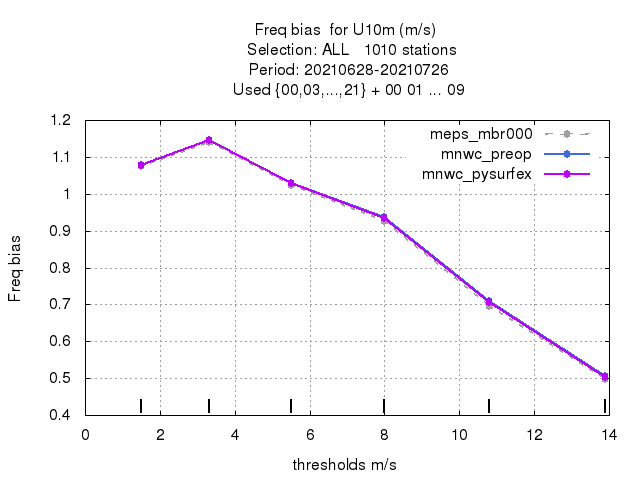 Freq bias  for U10m (m/s)
Selection: ALL   1010 stations
Period: 20210628-20210726
Used {00,03,...,21} + 00 01 ... 09
meps_mbr000
mnwc_preop
mnwc_pysurfex
Freq bias
1.2
1.1
1
0.9
0.8
0.7
0.6
0.5
0.4
0 2 4 6 8 10 12 14
thresholds m/s